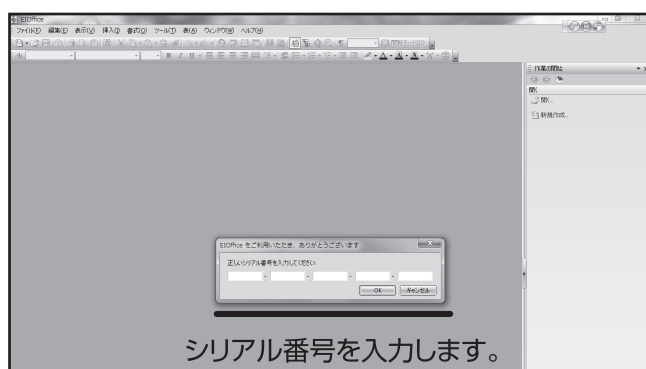 EIOffice
ファイル(F) 編集(E) 表示(V) 挿入(I) 書式(O) ツール(T) 表(A) ウィンドウ(W) ヘルプ(H)
作業の開始
開く
開く...
新規作成...
EIOffice をご利用いただき、ありがとうございます
正しいシリアル番号を入力してください
- - - -
OK キャンセル
シリアル番号を入力します。